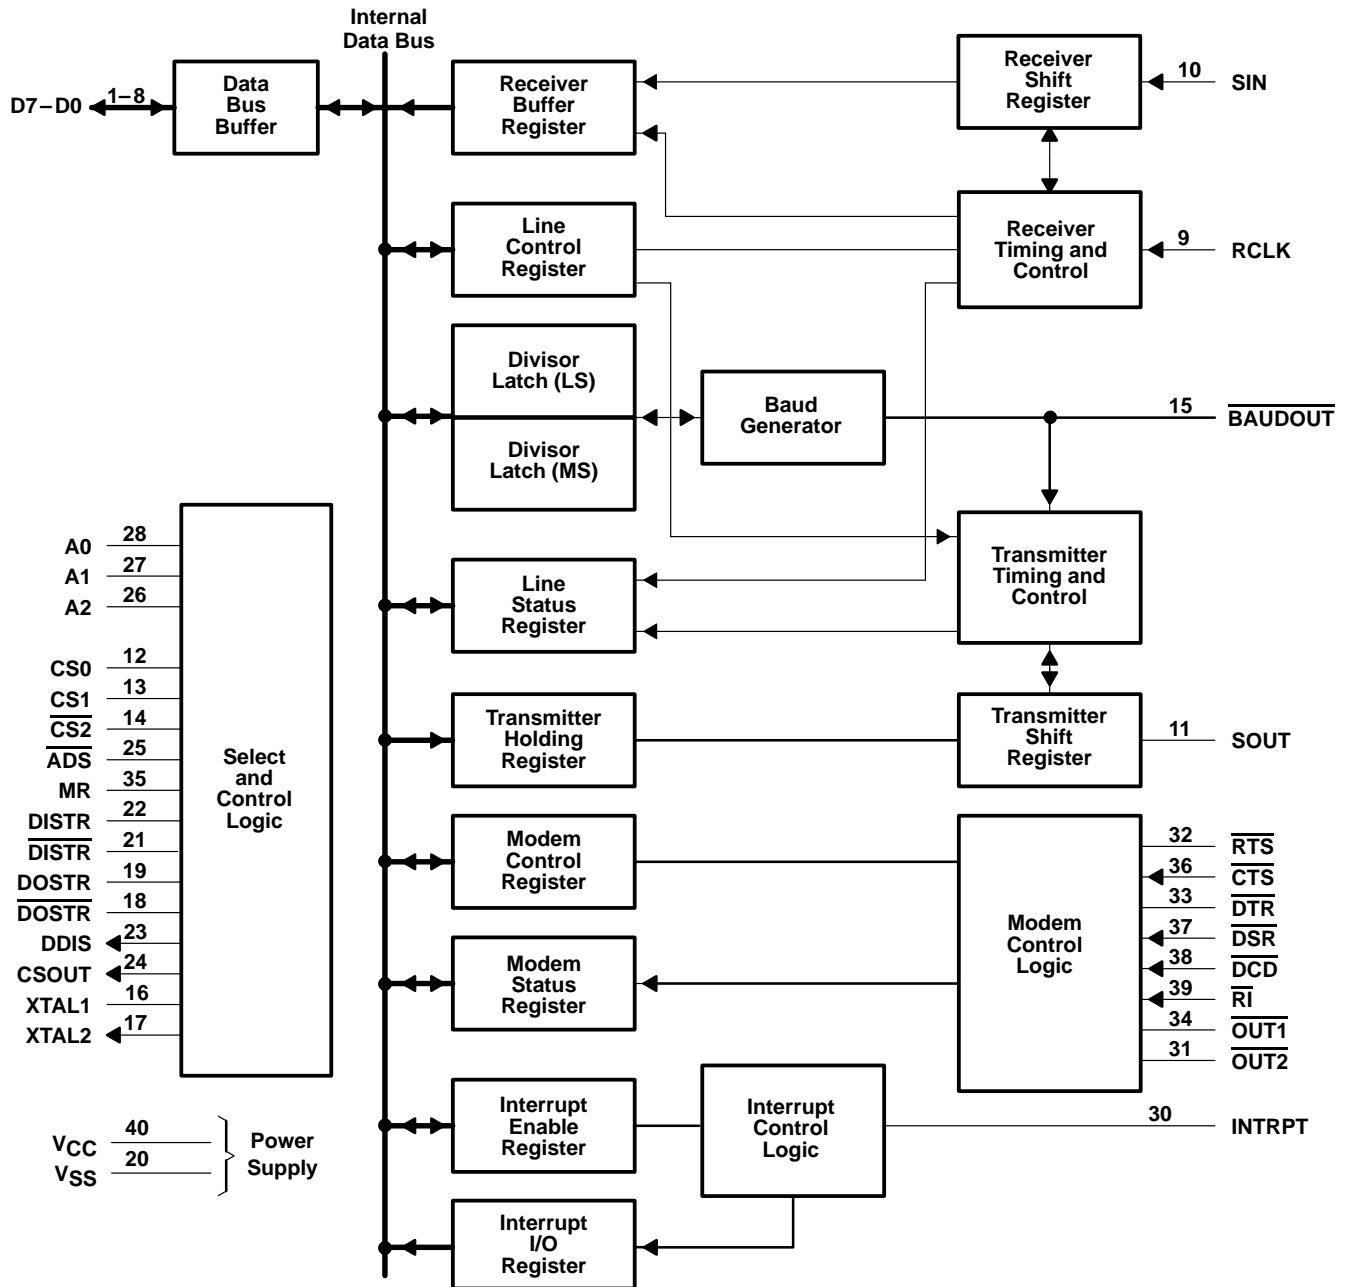 Internal
Data Bus
D7–D0
1–8
Data
Bus
Buffer
Receiver
Buffer
Register
Receiver
Shift
Register
10
SIN
Line
Control
Register
Receiver
Timing and
Control
9
RCLK
Divisor
Latch (LS)
Divisor
Latch (MS)
Baud
Generator
15
BAUDOUT
Line
Status
Register
Transmitter
Timing and
Control
Transmitter
Holding
Register
Transmitter
Shift
Register
11
SOUT
A0
28
A1
27
A2
26
CS0
12
CS1
13
CS2
14
ADS
25
MR
35
DISTR
22
DISTR
21
DOSTR
19
DOSTR
18
DDIS
23
CSOUT
24
XTAL1
16
XTAL2
17
Select
and
Control
Logic
Modem
Control
Register
Modem
Status
Register
Modem
Control
Logic
32
RTS
36
CTS
33
DTR
37
DSR
38
DCD
39
RI
34
OUT1
31
OUT2
VCC
40
VSS
20
Power
Supply
Interrupt
Enable
Register
Interrupt
Control
Logic
30
INTRPT
Interrupt
I/O
Register